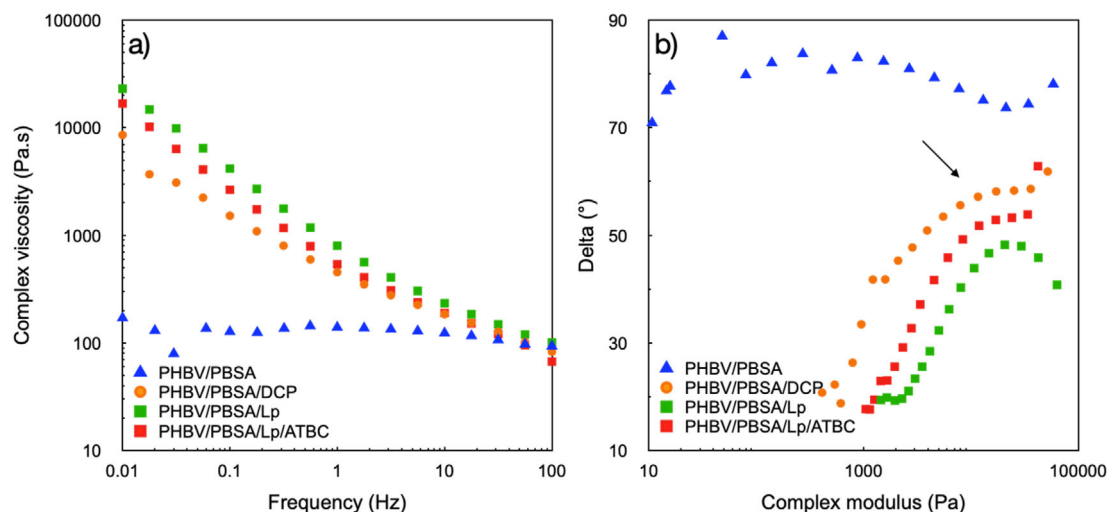 a)
Complex viscosity (Pa.s)
100000
10000
1000
100
10
PHBV/PBSA
PHBV/PBSA/DCP
PHBV/PBSA/Lp
PHBV/PBSA/Lp/ATBC
0.01
0.1
1
10
100
Frequency (Hz)
b)
Delta (°)
90
70
50
30
10
PHBV/PBSA
PHBV/PBSA/DCP
PHBV/PBSA/Lp
PHBV/PBSA/Lp/ATBC
10
1000
100000
Complex modulus (Pa)